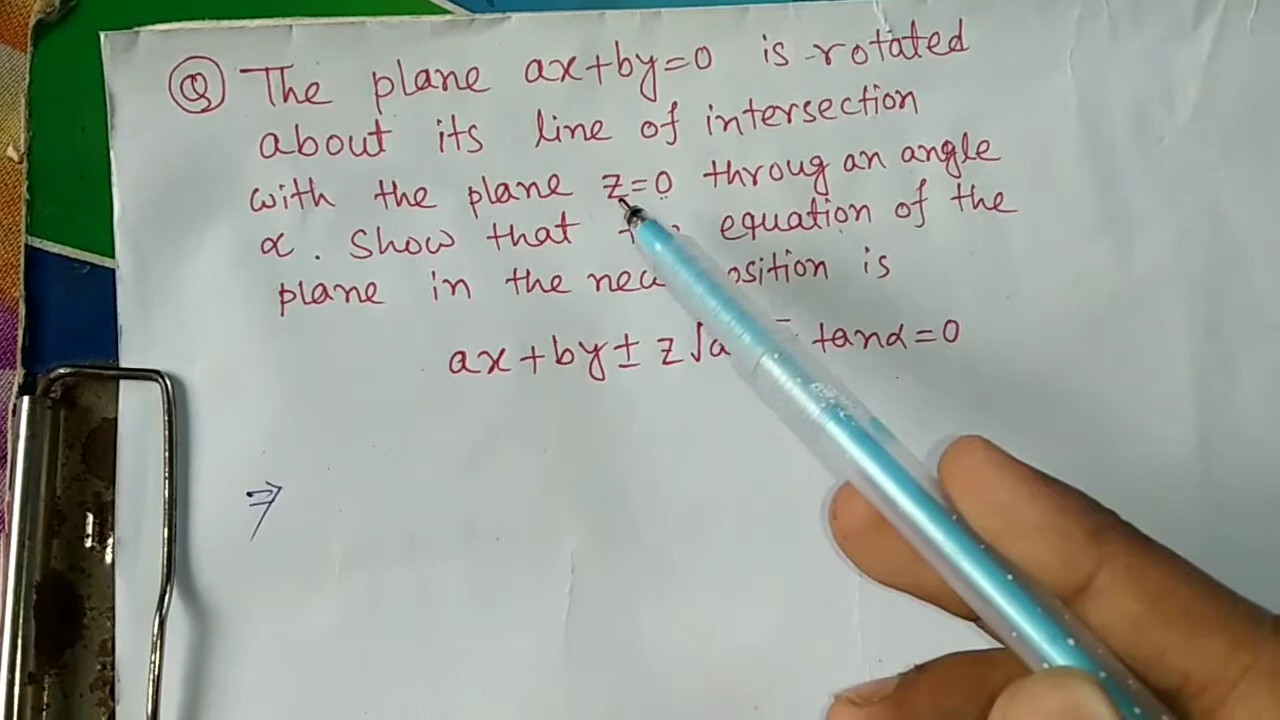 Q The plane ax+by=0 is rotated
about its line of intersection
with the plane z=0 throug an angle
α. Show that equation of the
plane in the is
ax+by± z√a tanα=0
⇒